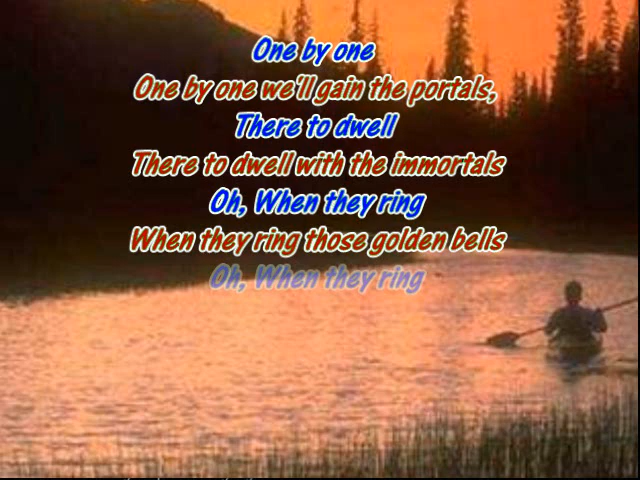 One by one
One by one we'll gain the portals,
There to dwell
There to dwell with the immortals
Oh, When they ring
When they ring those golden bells
Oh, When they ring